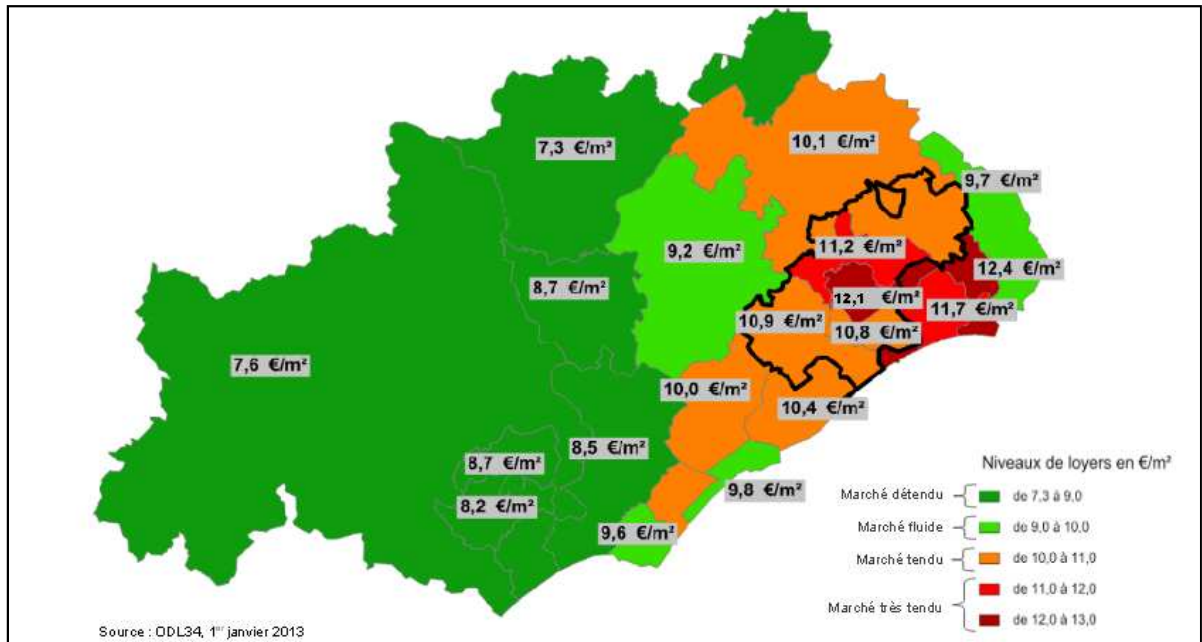 7,3 €/m²
10,1 €/m²
9,7 €/m²
9,2 €/m²
11,2 €/m²
12,4 €/m²
8,7 €/m²
12,1 €/m²
11,7 €/m²
10,9 €/m²
10,8 €/m²
7,6 €/m²
10,0 €/m²
10,4 €/m²
8,5 €/m²
8,7 €/m²
9,8 €/m²
8,2 €/m²
9,6 €/m²
Niveaux de loyers en €/m²
Marché détendu de 7,3 à 9,0
Marché fluide de 9,0 à 10,0
Marché tendu de 10,0 à 11,0
de 11,0 à 12,0
Marché très tendu
de 12,0 à 13,0
Source : ODL34, 1er janvier 2013